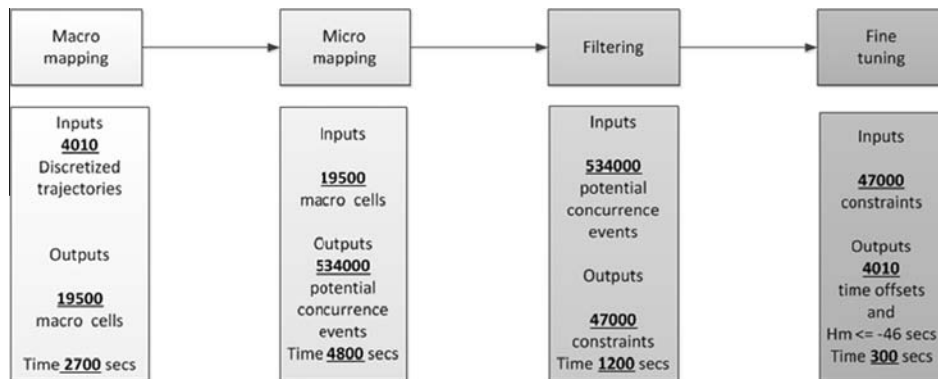 Macro
mapping
Micro
mapping
Filtering
Fine
tuning
Inputs
4010
Discretized
trajectories
Outputs
19500
macro cells
Time 2700 secs
Inputs
19500
macro cells
Outputs
534000
potential
concurrence
events
Time 4800 secs
Inputs
534000
potential
concurrence
events
Outputs
47000
constraints
Time 1200 secs
Inputs
47000
constraints
Outputs
4010
time offsets
and
Hm <= -46 secs
Time 300 secs